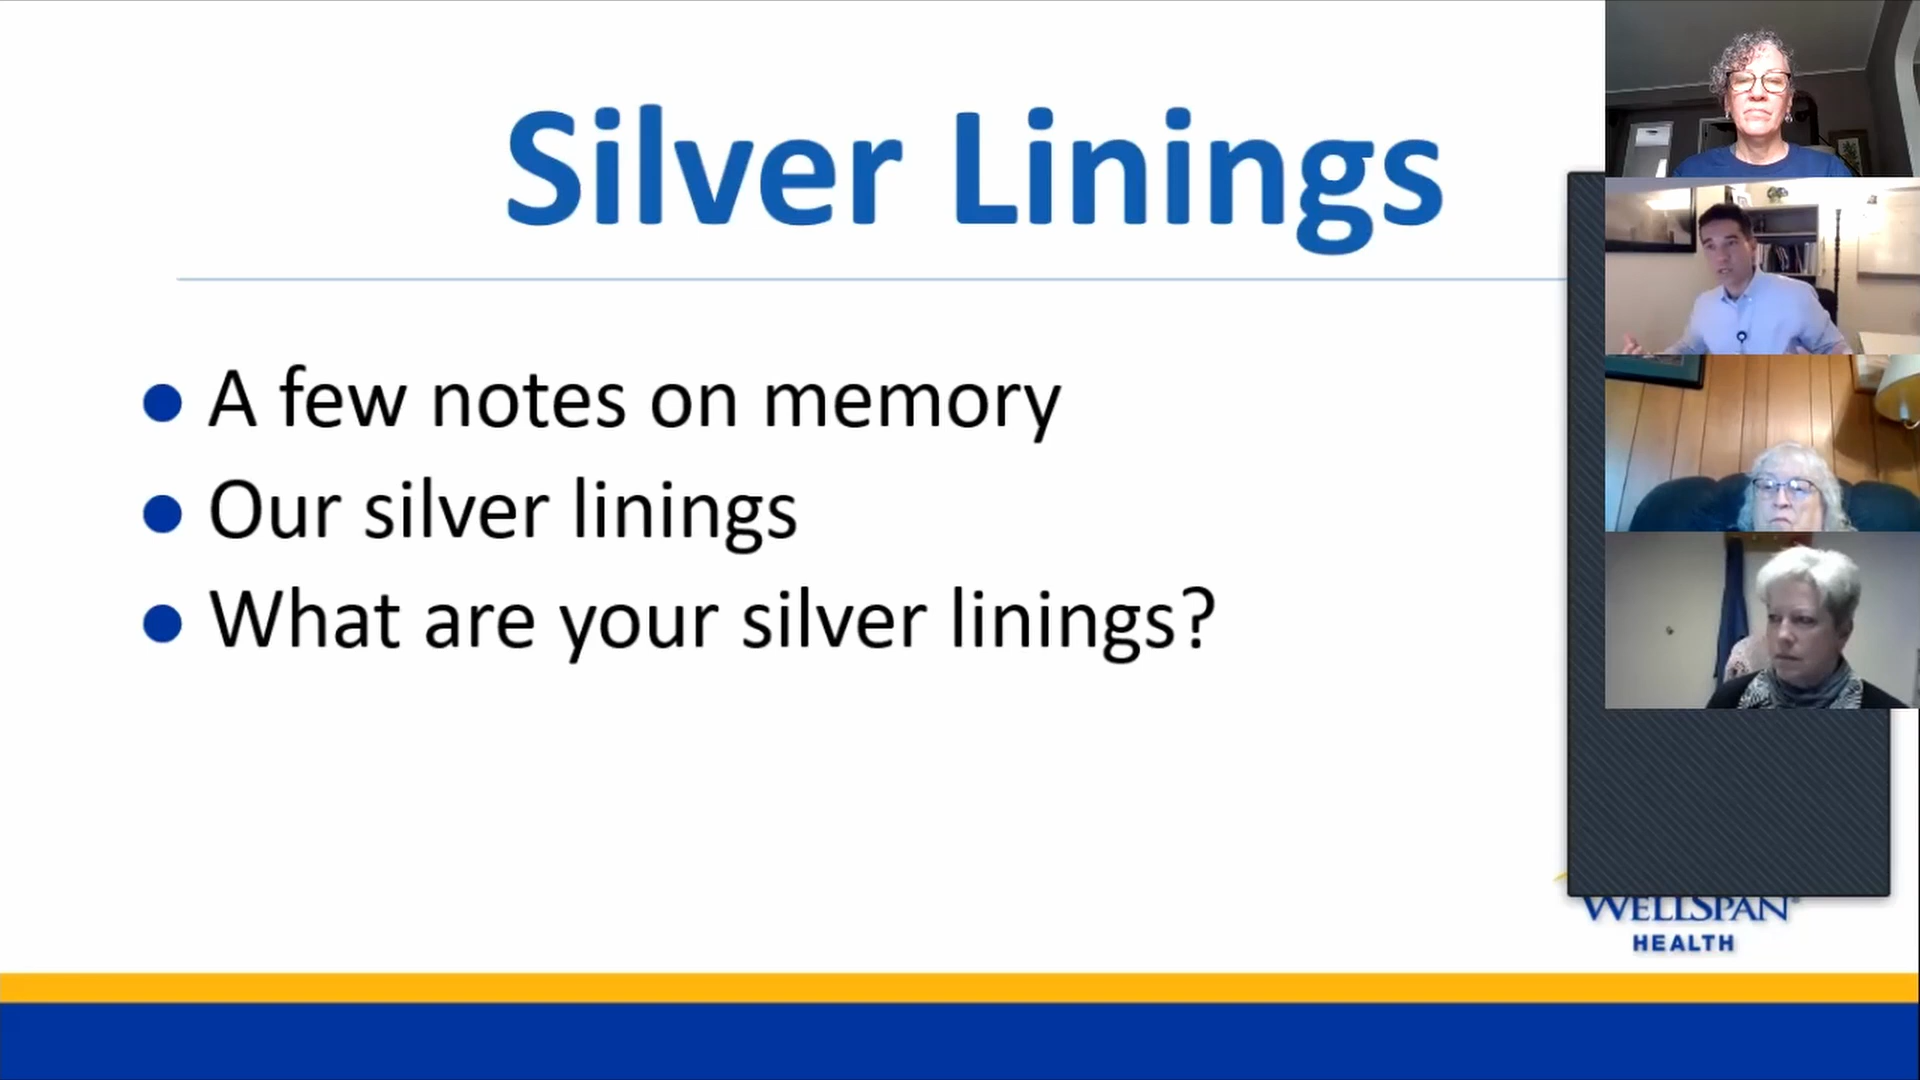 Silver Linings
A few notes on memory
Our silver linings
What are your silver linings?
WELLSPAN®
HEALTH